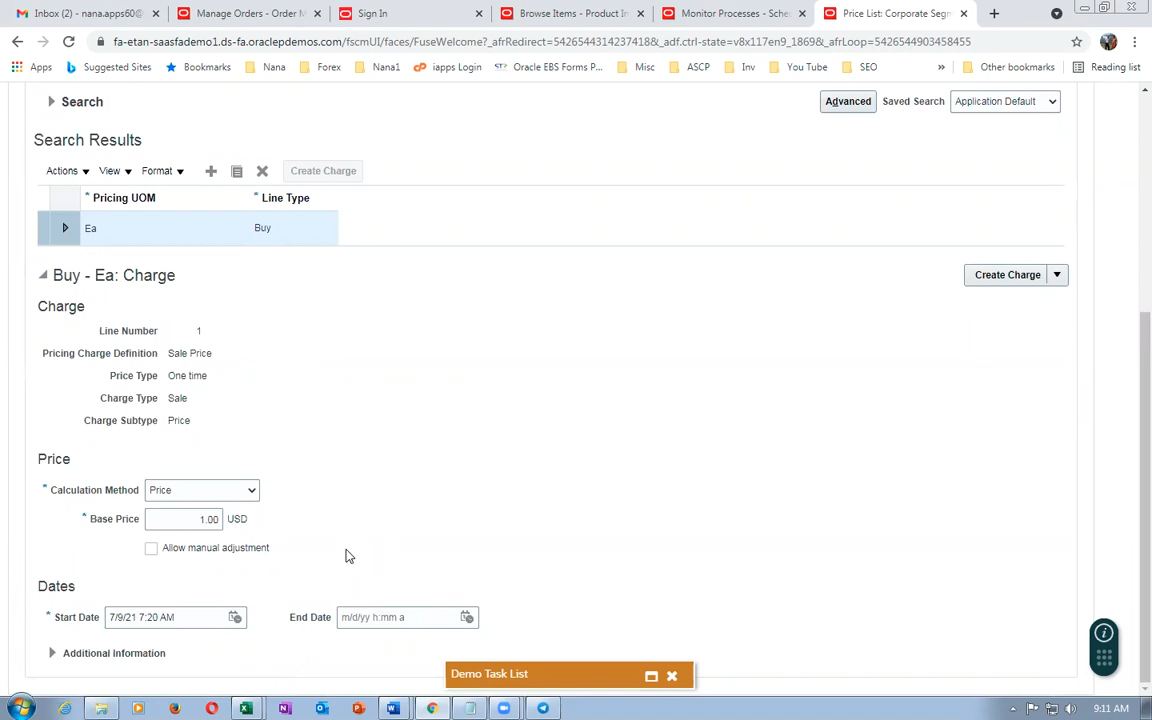 Inbox (2) - nana.apps60@
Manage Orders - Order M
Sign In
Browse Items - Product In
Monitor Processes - Sche
Price List: Corporate Segm
fa-etan-saasfademo1.ds-fa.oraclepdemos.com/fscmUI/faces/FuseWelcome?_afrRedirect=5426544314237418&_adf.ctrl-state=v8x117en9_1869&_afrLoop=5426544903458455
Apps Suggested Sites Bookmarks Nana Forex Nana1 iapps Login Oracle EBS Forms P... Misc ASCP Inv You Tube SEO » Other bookmarks Reading list
Search
Advanced Saved Search Application Default
Search Results
Actions View Format Create Charge
* Pricing UOM * Line Type
Ea Buy
Buy - Ea: Charge
Create Charge
Charge
Line Number 1
Pricing Charge Definition Sale Price
Price Type One time
Charge Type Sale
Charge Subtype Price
Price
* Calculation Method Price
* Base Price 1.00 USD
Allow manual adjustment
Dates
* Start Date 7/9/21 7:20 AM End Date m/d/yy h:mm a
Additional Information
Demo Task List
9:11 AM